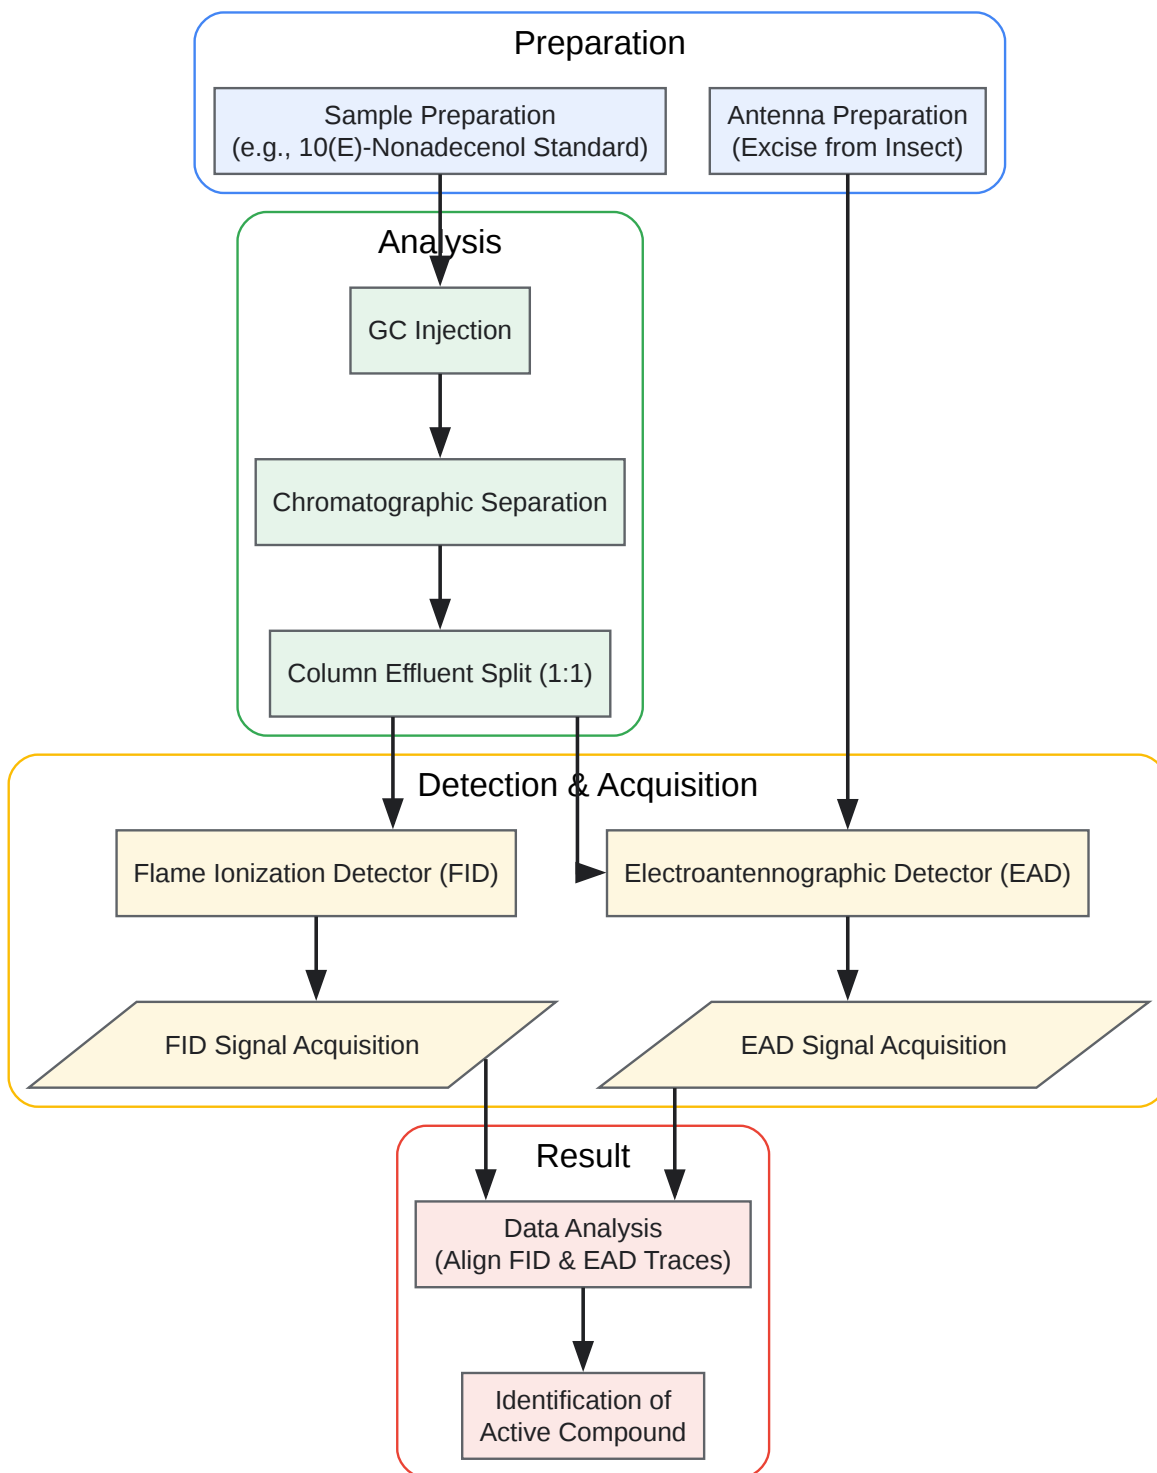 Preparation
Sample Preparation
(e.g., 10(E)-Nonadecenol Standard)
Antenna Preparation
(Excise from Insect)
Analysis
GC Injection
Chromatographic Separation
Column Effluent Split (1:1)
Detection & Acquisition
Flame Ionization Detector (FID)
Electroantennographic Detector (EAD)
FID Signal Acquisition
EAD Signal Acquisition
Result
Data Analysis
(Align FID & EAD Traces)
Identification of
Active Compound